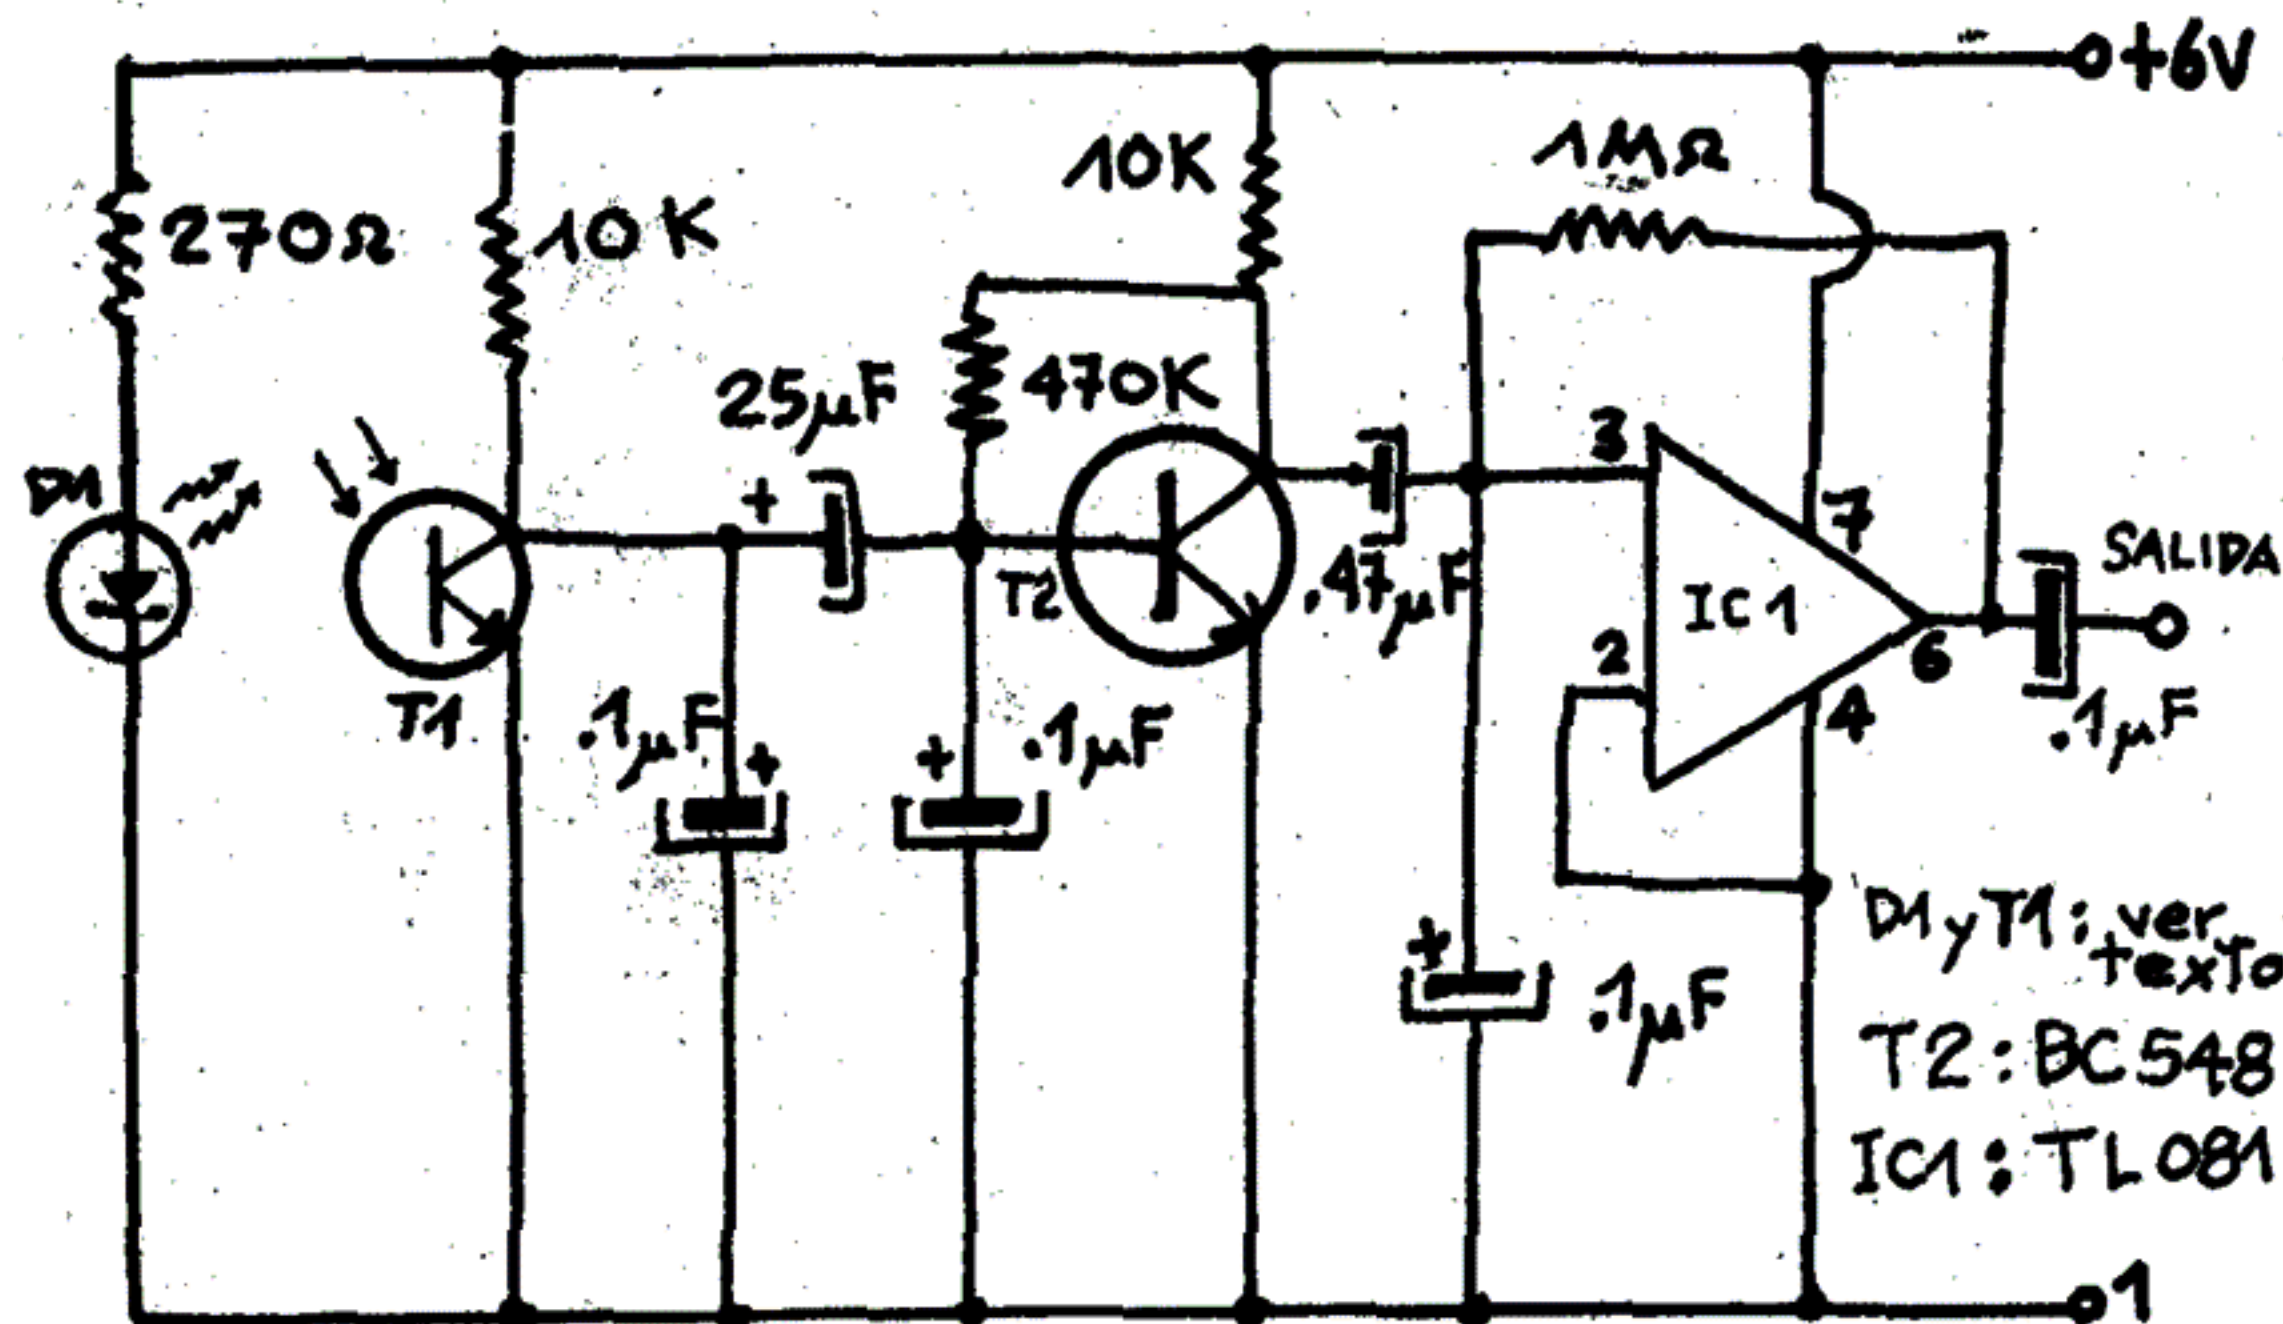 +6V
1MΩ
10K
270Ω
10K
25μF
470K
D1
+
3
7
SALIDA
T2
.47μF
IC1
2
6
T1
.1μF
+
+
.1μF
4
.1μF
D1 y T1: ver
texto
+
.1μF
T2: BC548
IC1: TL081
1